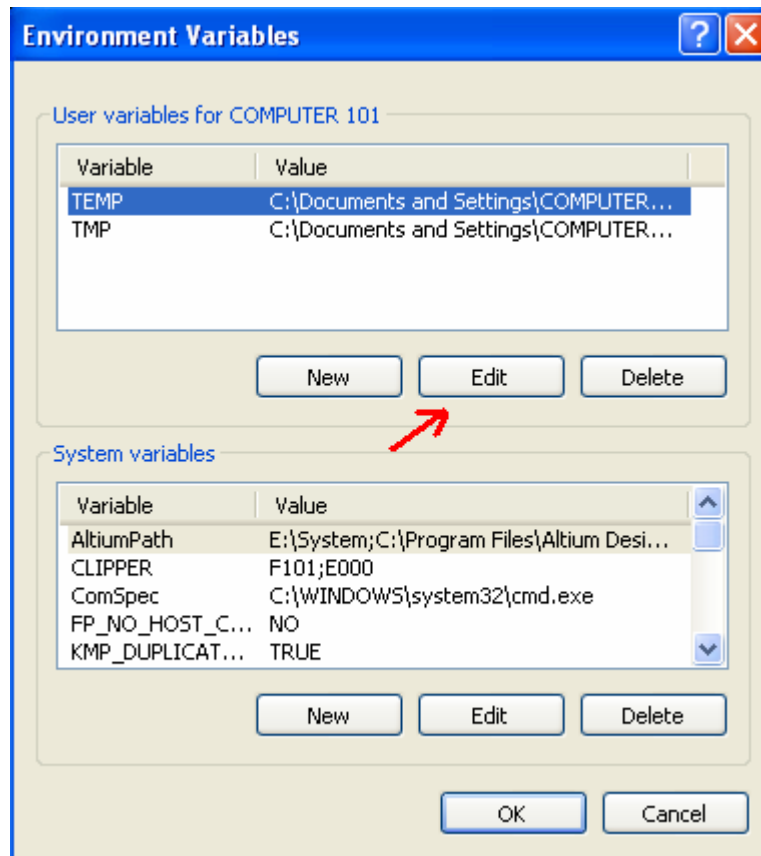 Environment Variables
User variables for COMPUTER 101
Variable Value
TEMP C:\Documents and Settings\COMPUTER...
TMP C:\Documents and Settings\COMPUTER...
New Edit Delete
System variables
Variable Value
AltiumPath E:\System;C:\Program Files\Altium Desi...
CLIPPER F101;E000
ComSpec C:\WINDOWS\system32\cmd.exe
FP_NO_HOST_C... NO
KMP_DUPLICAT... TRUE
New Edit Delete
OK Cancel